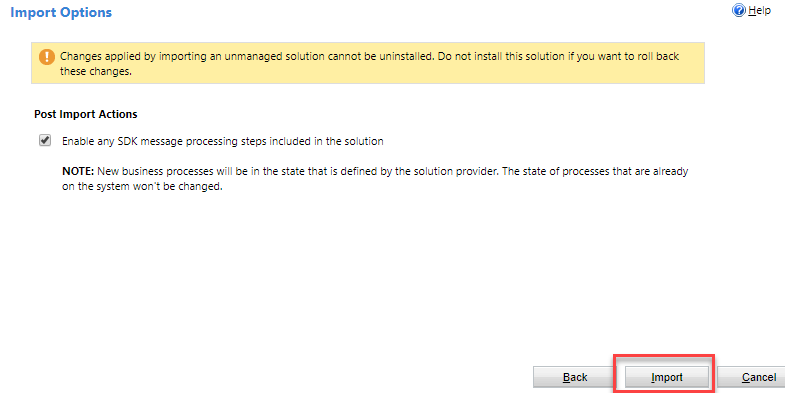 Import Options
Help
Changes applied by importing an unmanaged solution cannot be uninstalled. Do not install this solution if you want to roll back
these changes.
Post Import Actions
Enable any SDK message processing steps included in the solution
NOTE: New business processes will be in the state that is defined by the solution provider. The state of processes that are already
on the system won't be changed.
Back
Import
Cancel